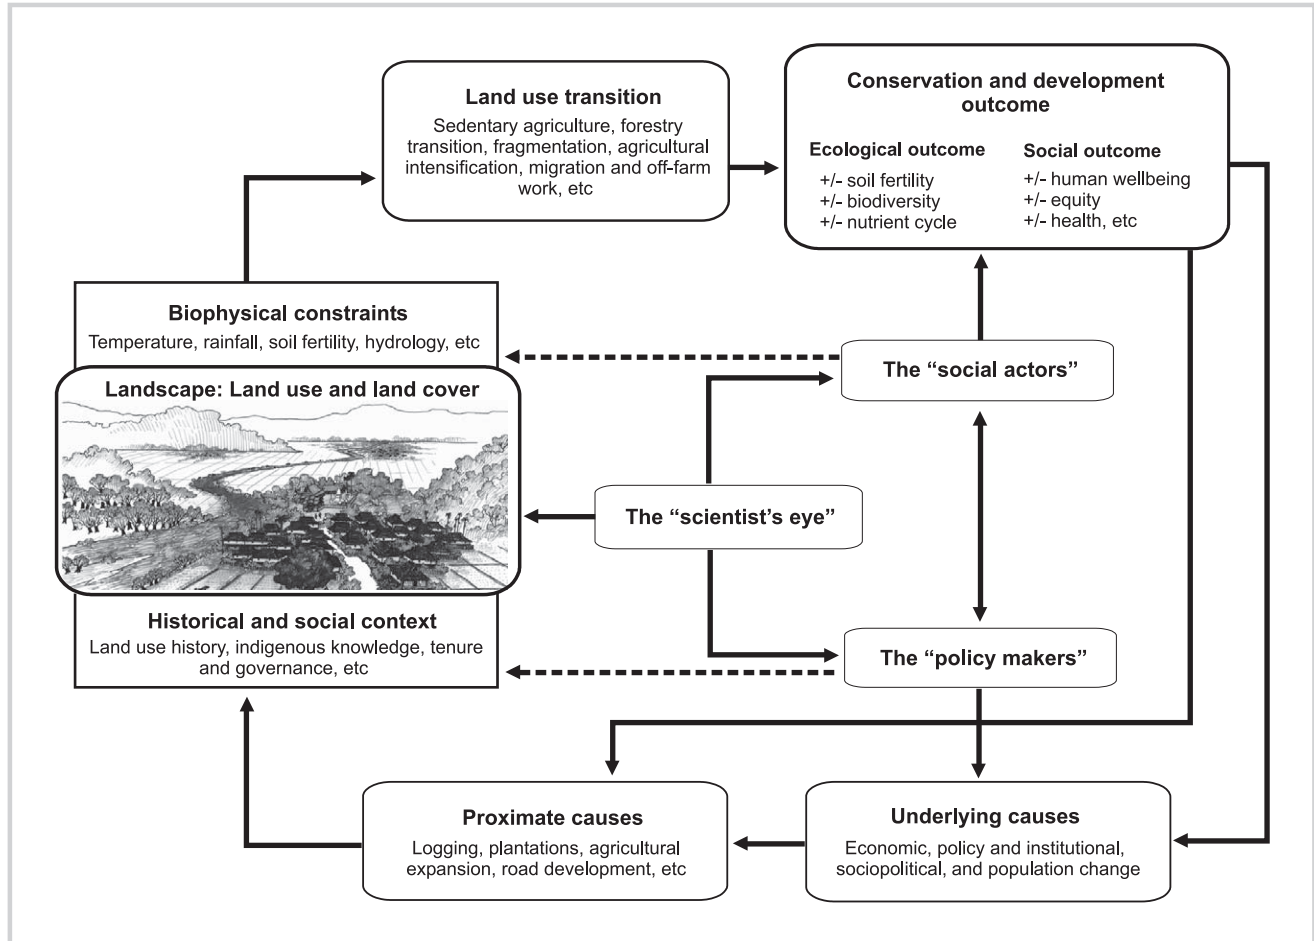 Land use transition
Sedentary agriculture, forestry
transition, fragmentation, agricultural
intensification, migration and off-farm
work, etc
Conservation and development
outcome
Ecological outcome
+/- soil fertility
+/- biodiversity
+/- nutrient cycle
Social outcome
+/- human wellbeing
+/- equity
+/- health, etc
Biophysical constraints
Temperature, rainfall, soil fertility, hydrology, etc
Landscape: Land use and land cover
The “social actors”
The “scientist’s eye”
Historical and social context
Land use history, indigenous knowledge, tenure
and governance, etc
The “policy makers”
Proximate causes
Logging, plantations, agricultural
expansion, road development, etc
Underlying causes
Economic, policy and institutional,
sociopolitical, and population change